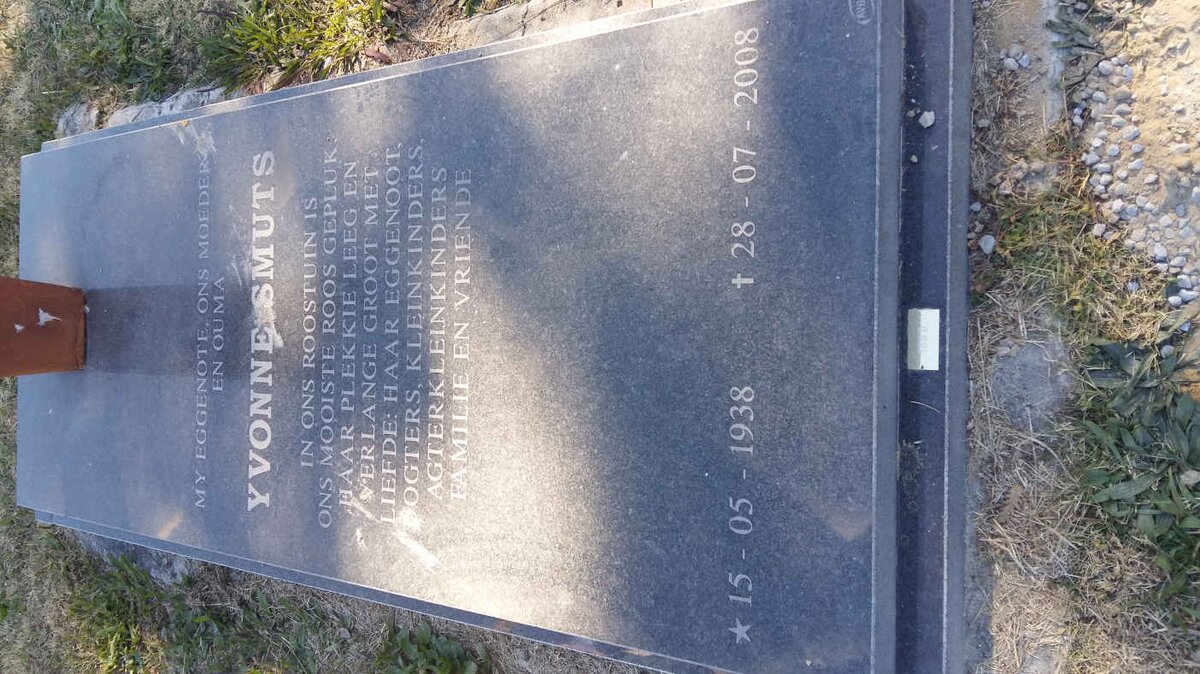 MY EGGENOTE, ONS MOEDER
EN OUMA
YVONNE SMUTS
IN ONS ROOSTUIN IS
ONS MOOISTE ROOS GEPLUK.
HAAR PLEKKIE LEEG EN
VERLANGE GROOT MET
LIEFDE: HAAR EGGENOOT,
DOGTERS, KLEINKINDERS,
AGTERKLEINKINDERS
FAMILIE EN VRIENDE
★ 15 - 05 - 1938 ✝ 28 - 07 - 2008